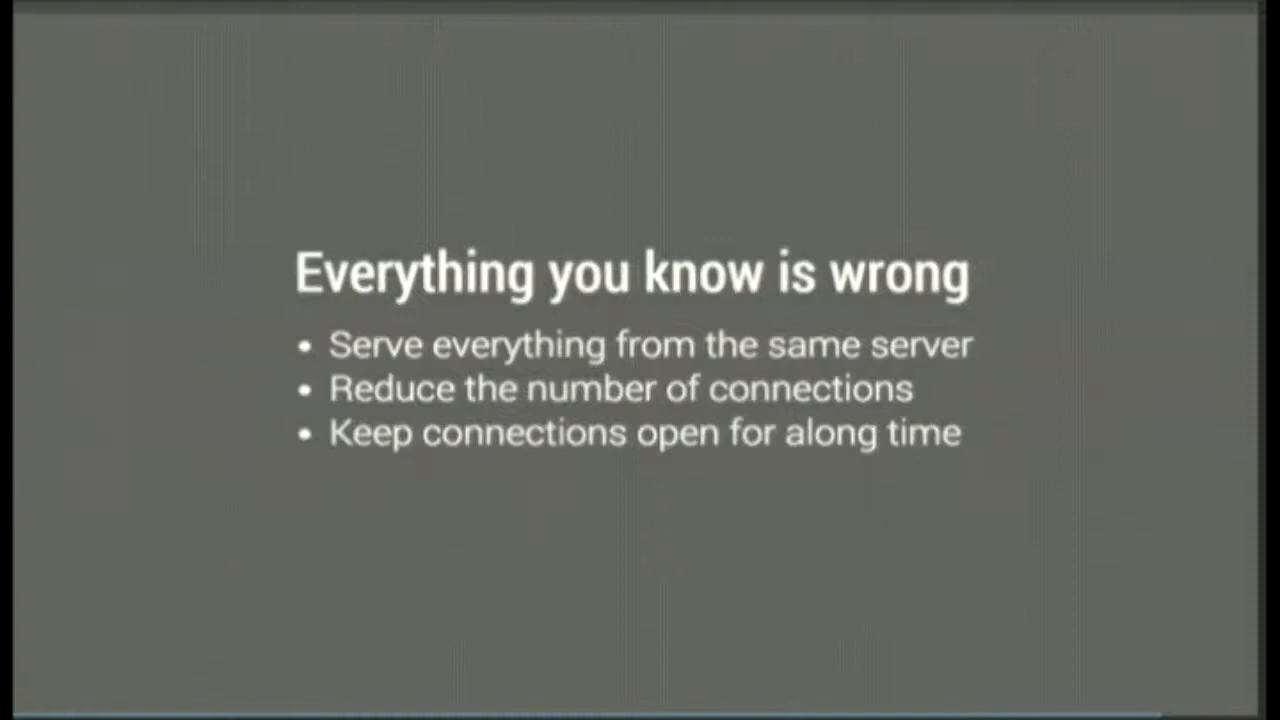 Everything you know is wrong
• Serve everything from the same server
• Reduce the number of connections
• Keep connections open for along time